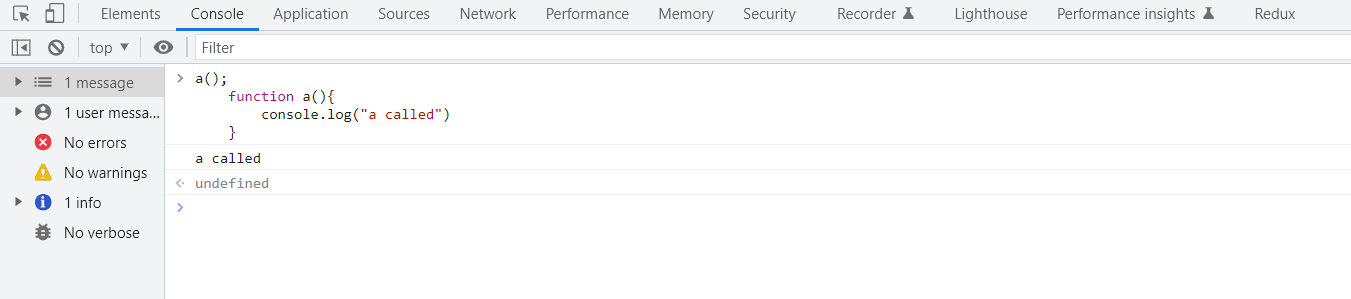 Elements Console Application Sources Network Performance Memory Security Recorder Lighthouse Performance insights Redux
top Filter
1 message
1 user messa...
No errors
No warnings
1 info
No verbose
a();
function a(){
console.log("a called")
}
a called
undefined